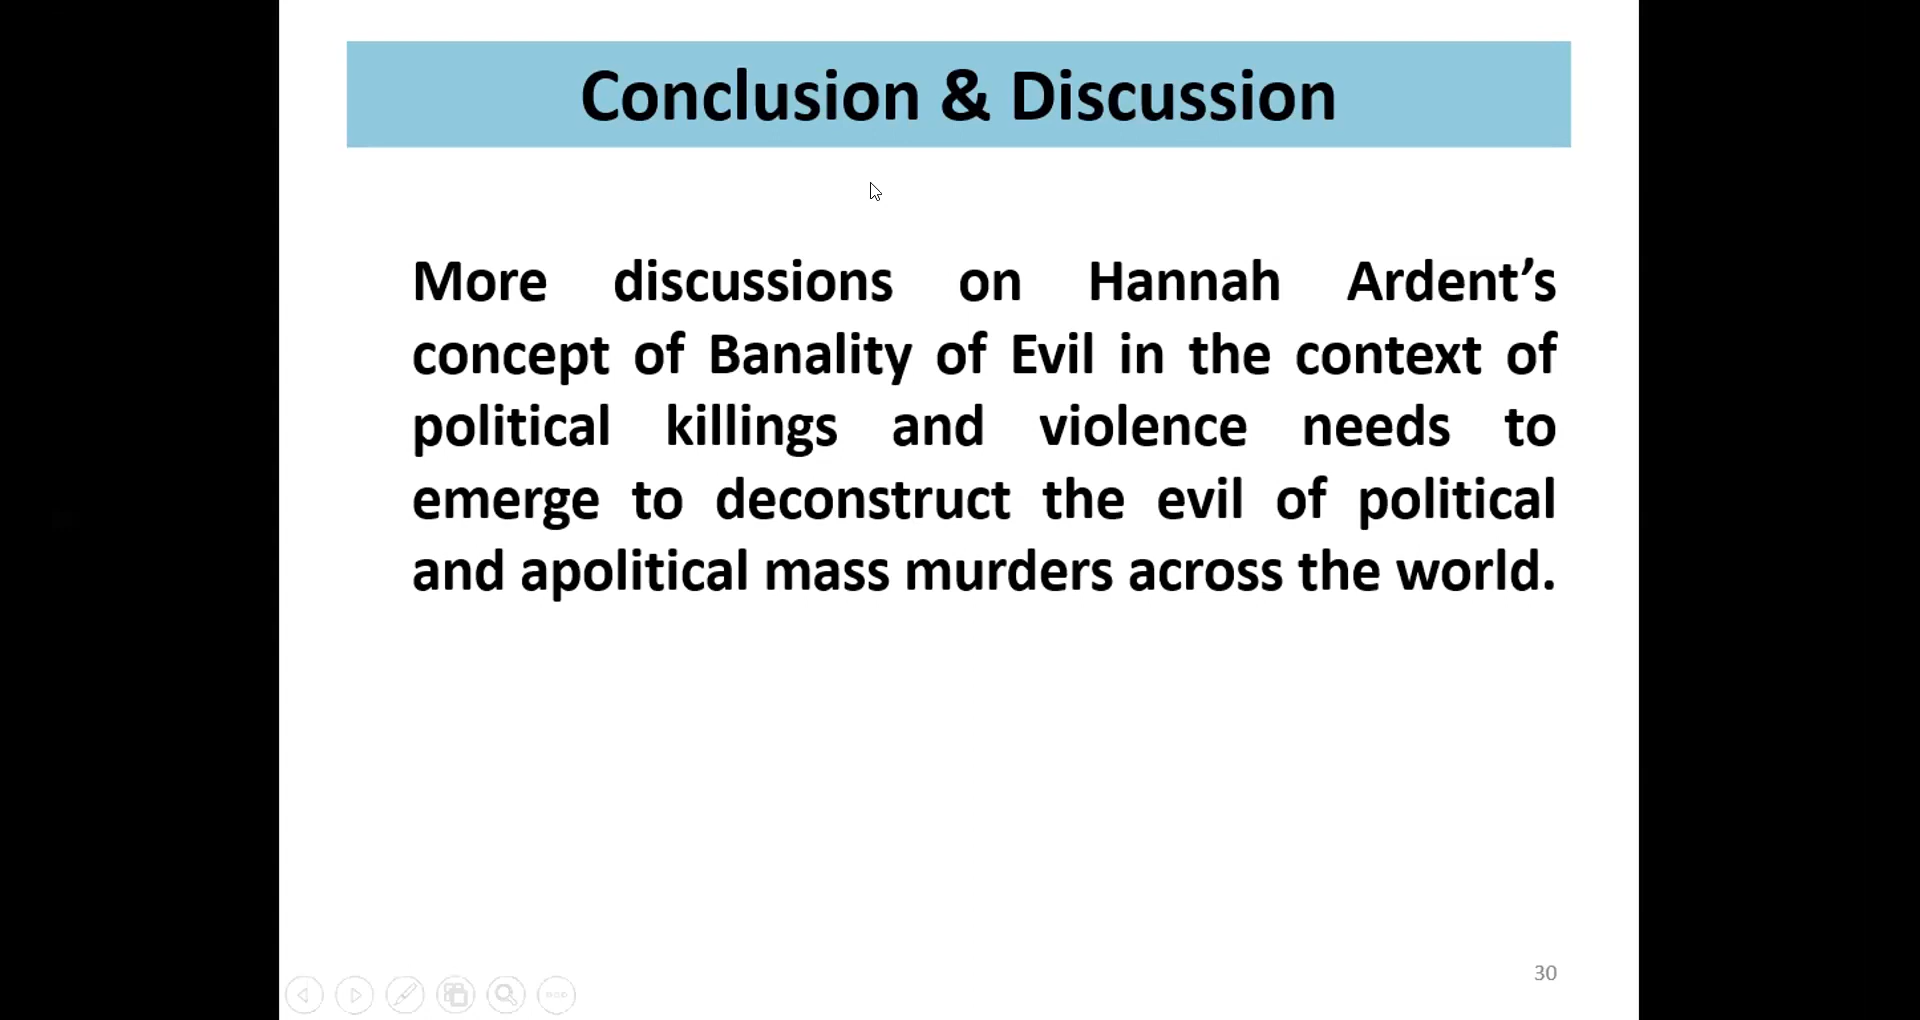 Conclusion & Discussion
More discussions on Hannah Ardent’s
concept of Banality of Evil in the context of
political killings and violence needs to
emerge to deconstruct the evil of political
and apolitical mass murders across the world.
30